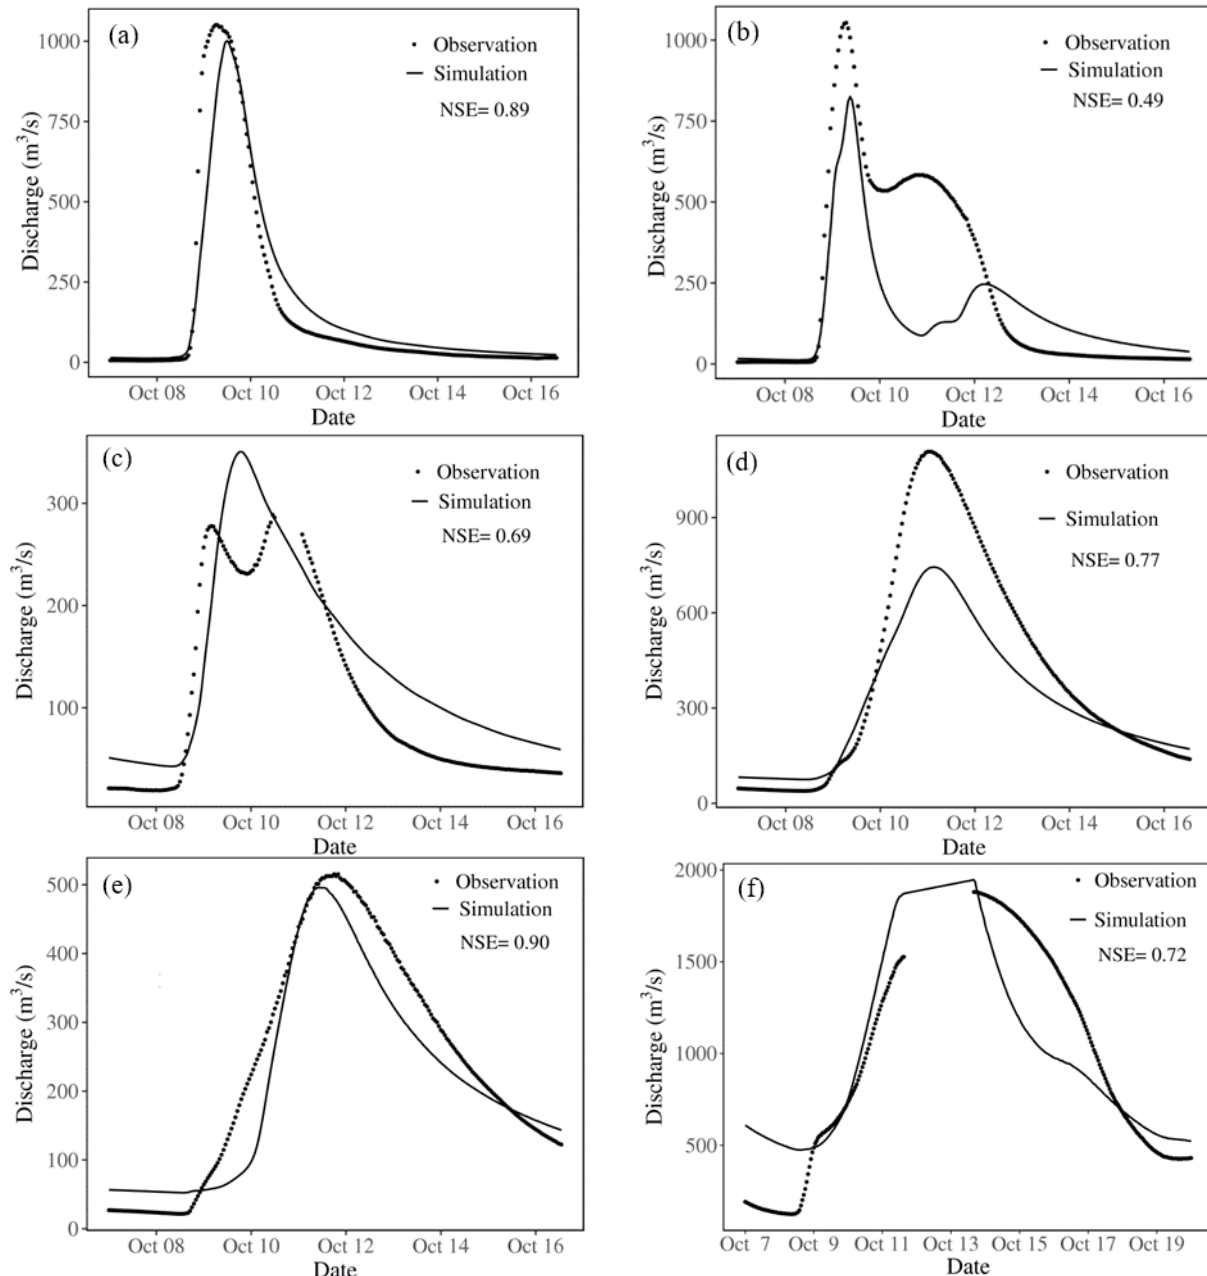 (a)
Observation
Simulation
NSE= 0.89
1000
750
500
250
0
Discharge (m³/s)
Oct 08 Oct 10 Oct 12 Oct 14 Oct 16
Date
(b)
Observation
Simulation
NSE= 0.49
1000
750
500
250
0
Discharge (m³/s)
Oct 08 Oct 10 Oct 12 Oct 14 Oct 16
Date
(c)
Observation
Simulation
NSE= 0.69
300
200
100
Discharge (m³/s)
Oct 08 Oct 10 Oct 12 Oct 14 Oct 16
Date
(d)
Observation
Simulation
NSE= 0.77
900
600
300
0
Discharge (m³/s)
Oct 08 Oct 10 Oct 12 Oct 14 Oct 16
Date
(e)
Observation
Simulation
NSE= 0.90
500
400
300
200
100
0
Discharge (m³/s)
Oct 08 Oct 10 Oct 12 Oct 14 Oct 16
Date
(f)
Observation
Simulation
NSE= 0.72
2000
1500
1000
500
Discharge (m³/s)
Oct 7 Oct 9 Oct 11 Oct 13 Oct 15 Oct 17 Oct 19
Date